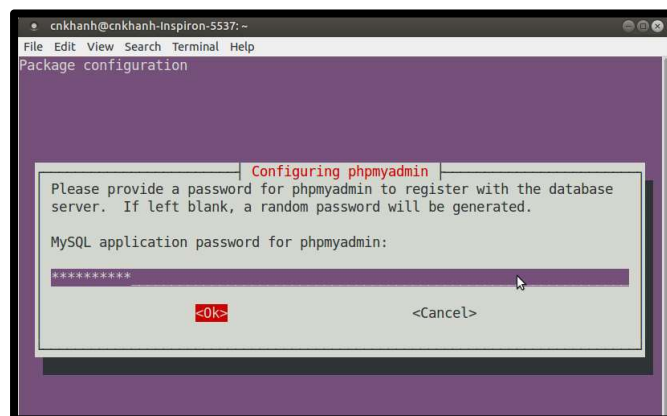 cnkhanh@cnkhanh-Inspiron-5537: ~
File Edit View Search Terminal Help
Package configuration
Configuring phpmyadmin
Please provide a password for phpmyadmin to register with the database
server. If left blank, a random password will be generated.
MySQL application password for phpmyadmin:
**********
<Ok> <Cancel>